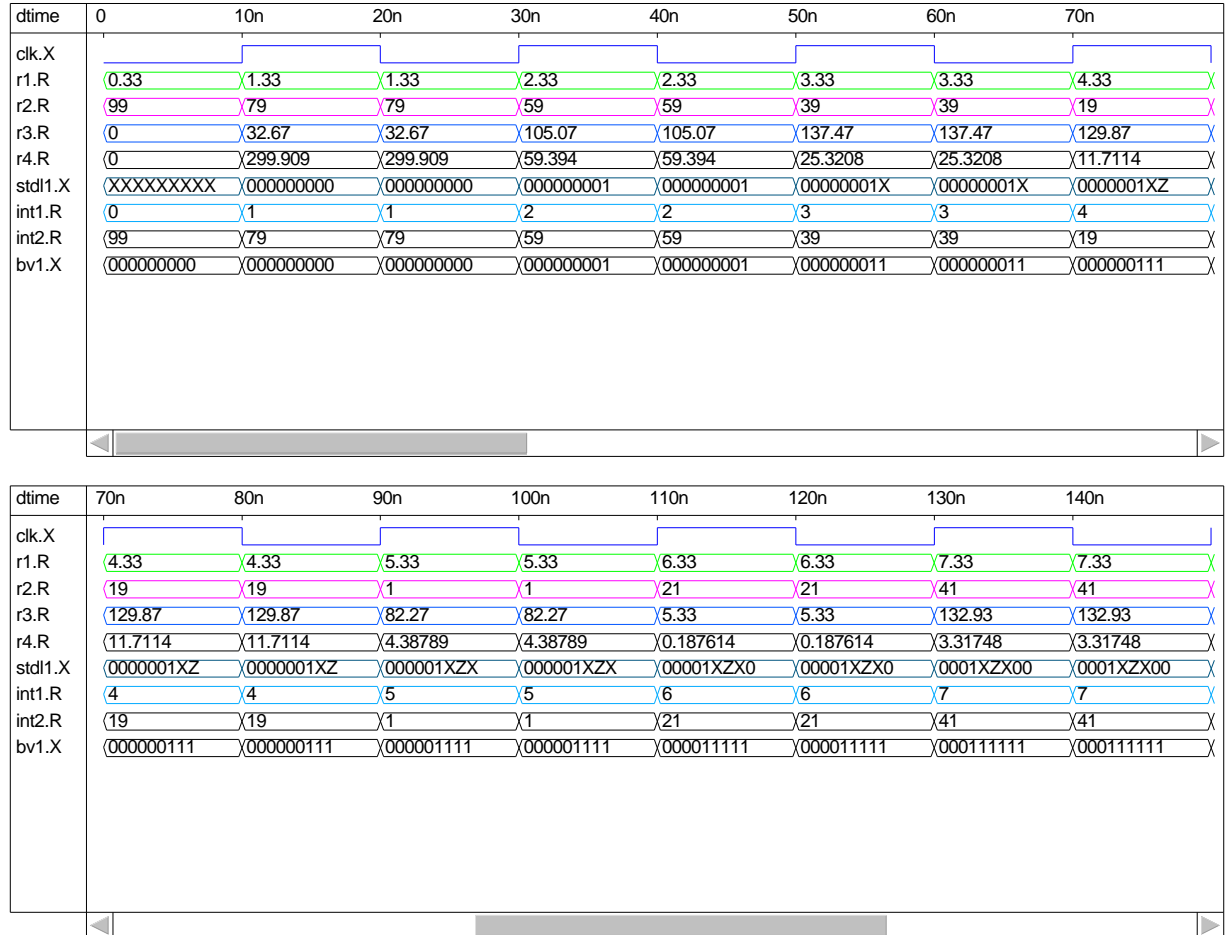 dtime 0 10n 20n 30n 40n 50n 60n 70n
clk.X
r1.R 0.33 1.33 1.33 2.33 2.33 3.33 3.33 4.33
r2.R 99 79 79 59 59 39 39 19
r3.R 0 32.67 32.67 105.07 105.07 137.47 137.47 129.87
r4.R 0 299.909 299.909 59.394 59.394 25.3208 25.3208 11.7114
stdl1.X XXXXXXXXX 000000000 000000000 000000001 000000001 00000001X 00000001X 0000001XZ
int1.R 0 1 1 2 2 3 3 4
int2.R 99 79 79 59 59 39 39 19
bv1.X 000000000 000000000 000000000 000000001 000000001 000000011 000000011 000000111
dtime 70n 80n 90n 100n 110n 120n 130n 140n
clk.X
r1.R 4.33 4.33 5.33 5.33 6.33 6.33 7.33 7.33
r2.R 19 19 1 1 21 21 41 41
r3.R 129.87 129.87 82.27 82.27 5.33 5.33 132.93 132.93
r4.R 11.7114 11.7114 4.38789 4.38789 0.187614 0.187614 3.31748 3.31748
stdl1.X 0000001XZ 0000001XZ 000001XZX 000001XZX 00001XZX0 00001XZX0 0001XZX00 0001XZX00
int1.R 4 4 5 5 6 6 7 7
int2.R 19 19 1 1 21 21 41 41
bv1.X 000000111 000000111 000001111 000001111 000011111 000011111 000111111 000111111